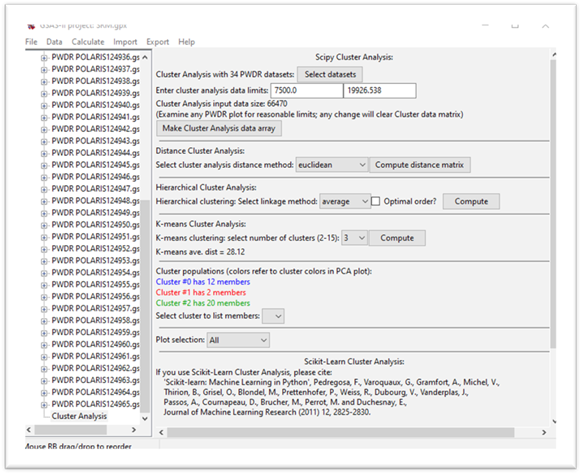 GSAS-II project: SKM.gpx
File Data Calculate Import Export Help
PWDR POLARIS124936.gs
PWDR POLARIS124937.gs
PWDR POLARIS124938.gs
PWDR POLARIS124939.gs
PWDR POLARIS124940.gs
PWDR POLARIS124941.gs
PWDR POLARIS124942.gs
PWDR POLARIS124943.gs
PWDR POLARIS124944.gs
PWDR POLARIS124945.gs
PWDR POLARIS124946.gs
PWDR POLARIS124947.gs
PWDR POLARIS124948.gs
PWDR POLARIS124949.gs
PWDR POLARIS124950.gs
PWDR POLARIS124951.gs
PWDR POLARIS124952.gs
PWDR POLARIS124953.gs
PWDR POLARIS124954.gs
PWDR POLARIS124955.gs
PWDR POLARIS124956.gs
PWDR POLARIS124957.gs
PWDR POLARIS124958.gs
PWDR POLARIS124959.gs
PWDR POLARIS124960.gs
PWDR POLARIS124961.gs
PWDR POLARIS124962.gs
PWDR POLARIS124963.gs
PWDR POLARIS124964.gs
PWDR POLARIS124965.gs
Cluster Analysis
Scipy Cluster Analysis:
Cluster Analysis with 34 PWDR datasets: Select datasets
Enter cluster analysis data limits: 7500.0 19926.538
Cluster Analysis input data size: 66470
(Examine any PWDR plot for reasonable limits; any change will clear Cluster data matrix)
Make Cluster Analysis data array
Distance Cluster Analysis:
Select cluster analysis distance method: euclidean Compute distance matrix
Hierarchical Cluster Analysis:
Hierarchical clustering: Select linkage method: average Optimal order? Compute
K-means Cluster Analysis:
K-means clustering: select number of clusters (2-15): 3 Compute
K-means ave. dist = 28.12
Cluster populations (colors refer to cluster colors in PCA plot):
Cluster #0 has 12 members
Cluster #1 has 2 members
Cluster #2 has 20 members
Select cluster to list members:
Plot selection: All
Scikit-Learn Cluster Analysis:
If you use Scikit-Learn Cluster Analysis, please cite:
'Scikit-learn: Machine Learning in Python', Pedregosa, F., Varoquaux, G., Gramfort, A., Michel, V.,
Thirion, B., Grisel, O., Blondel, M., Prettenhofer, P., Weiss, R., Dubourg, V., Vanderplas, J.,
Passos, A., Cournapeau, D., Brucher, M., Perrot, M. and Duchesnay, E.,
Journal of Machine Learning Research (2011) 12, 2825-2830.
Mouse RB drag/drop to reorder